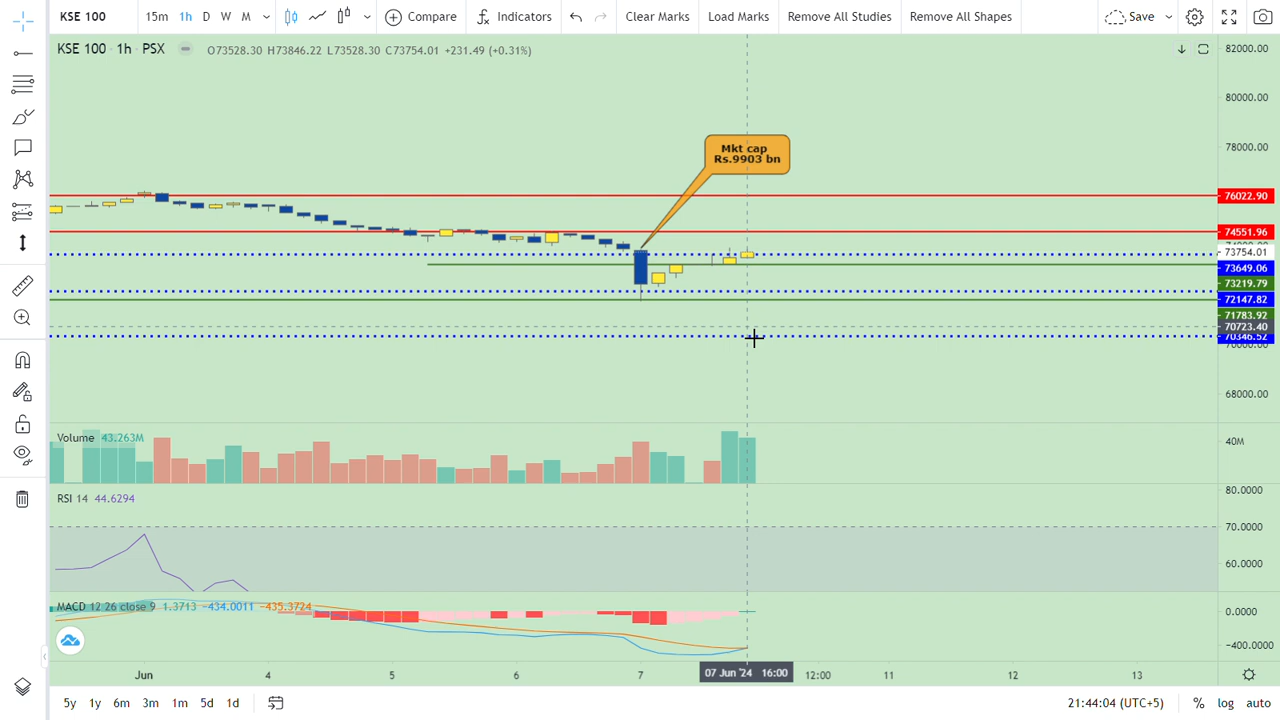 KSE 100 15m 1h D W M Compare Indicators Clear Marks Load Marks Remove All Studies Remove All Shapes Save
KSE 100 · 1h · PSX O73528.30 H73846.22 L73528.30 C73754.01 +231.49 (+0.31%)
82000.00
80000.00
78000.00
Mkt cap
Rs.9903 bn
76022.90
74551.96
73754.01
73649.06
73219.79
72147.82
71783.92
70723.40
70346.52
70000.00
68000.00
Volume 43.263M
40M
RSI 14 44.6294
80.0000
70.0000
60.0000
MACD 12 26 close 9 1.3713 -434.0011 -435.3724
0.0000
-400.0000
Jun 4 5 6 7 07 Jun '24 16:00 12:00 11 12 13
5y 1y 6m 3m 1m 5d 1d 21:44:04 (UTC+5) % log auto